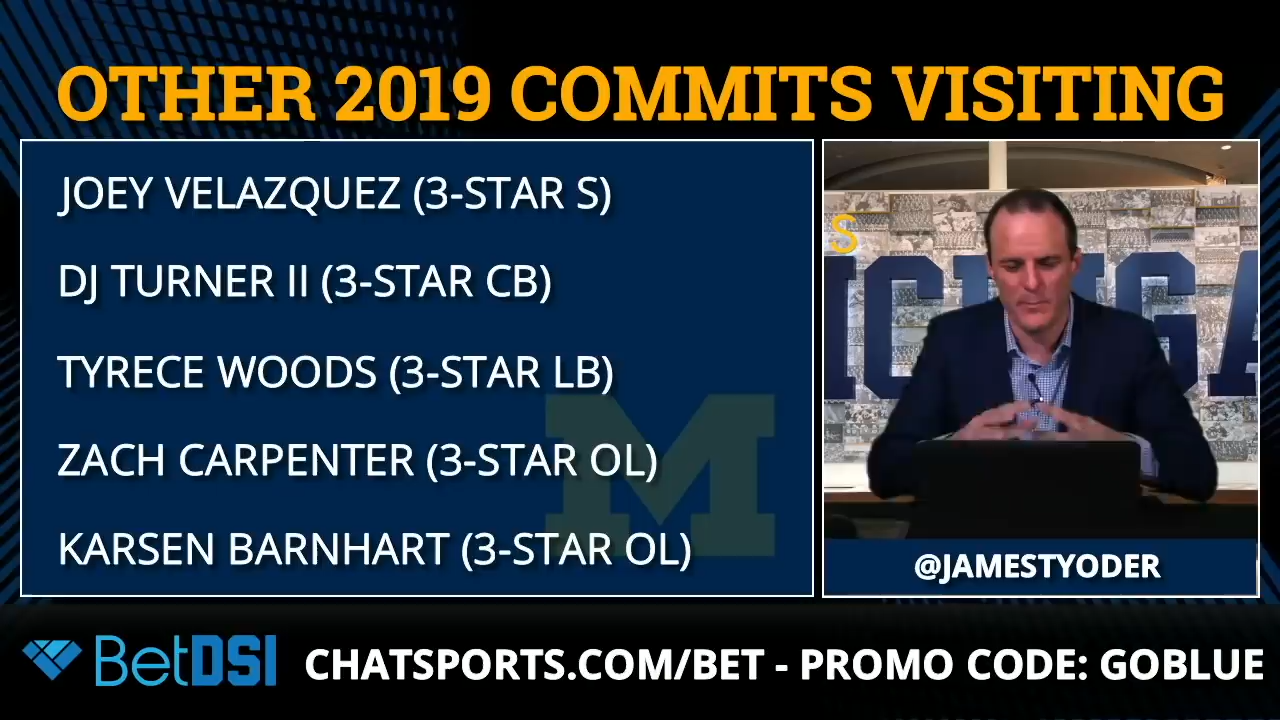 OTHER 2019 COMMITS VISITING
JOEY VELAZQUEZ (3-STAR S)
DJ TURNER II (3-STAR CB)
TYRECE WOODS (3-STAR LB)
ZACH CARPENTER (3-STAR OL)
KARSEN BARNHART (3-STAR OL)
M
S
ICHIGA
@JAMESTYODER
BetDSI
CHATSPORTS.COM/BET - PROMO CODE: GOBLUE